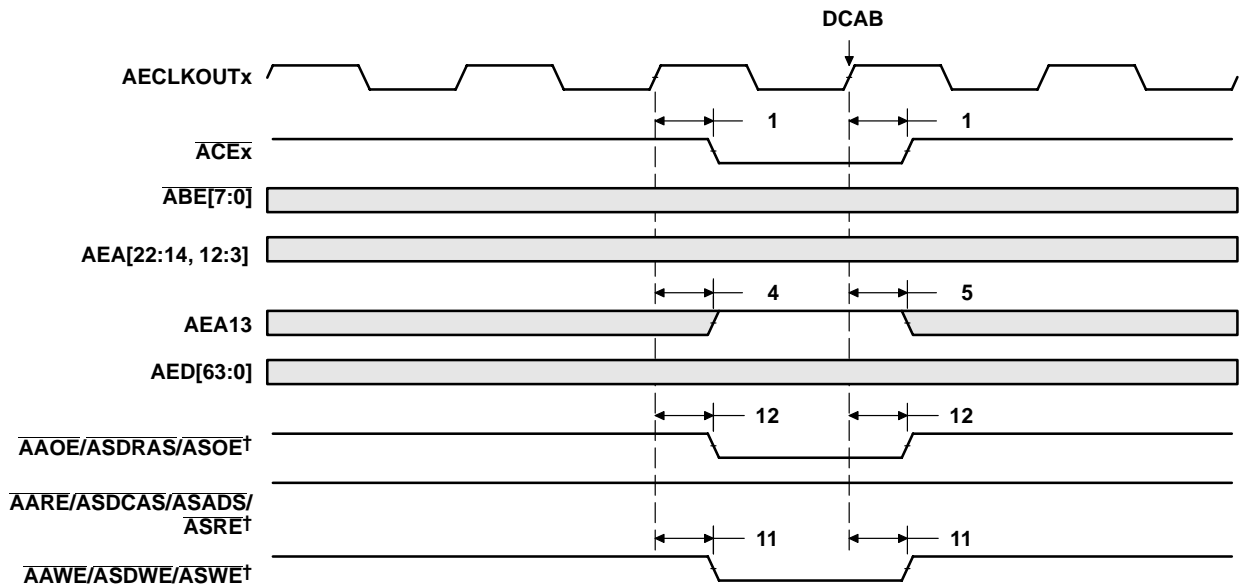 DCAB
AECLKOUTx
1 1
ACEx
ABE[7:0]
AEA[22:14, 12:3]
4 5
AEA13
AED[63:0]
12 12
AAOE/ASDRAS/ASOE†
AARE/ASDCAS/ASADS/
ASRE†
11 11
AAWE/ASDWE/ASWE†